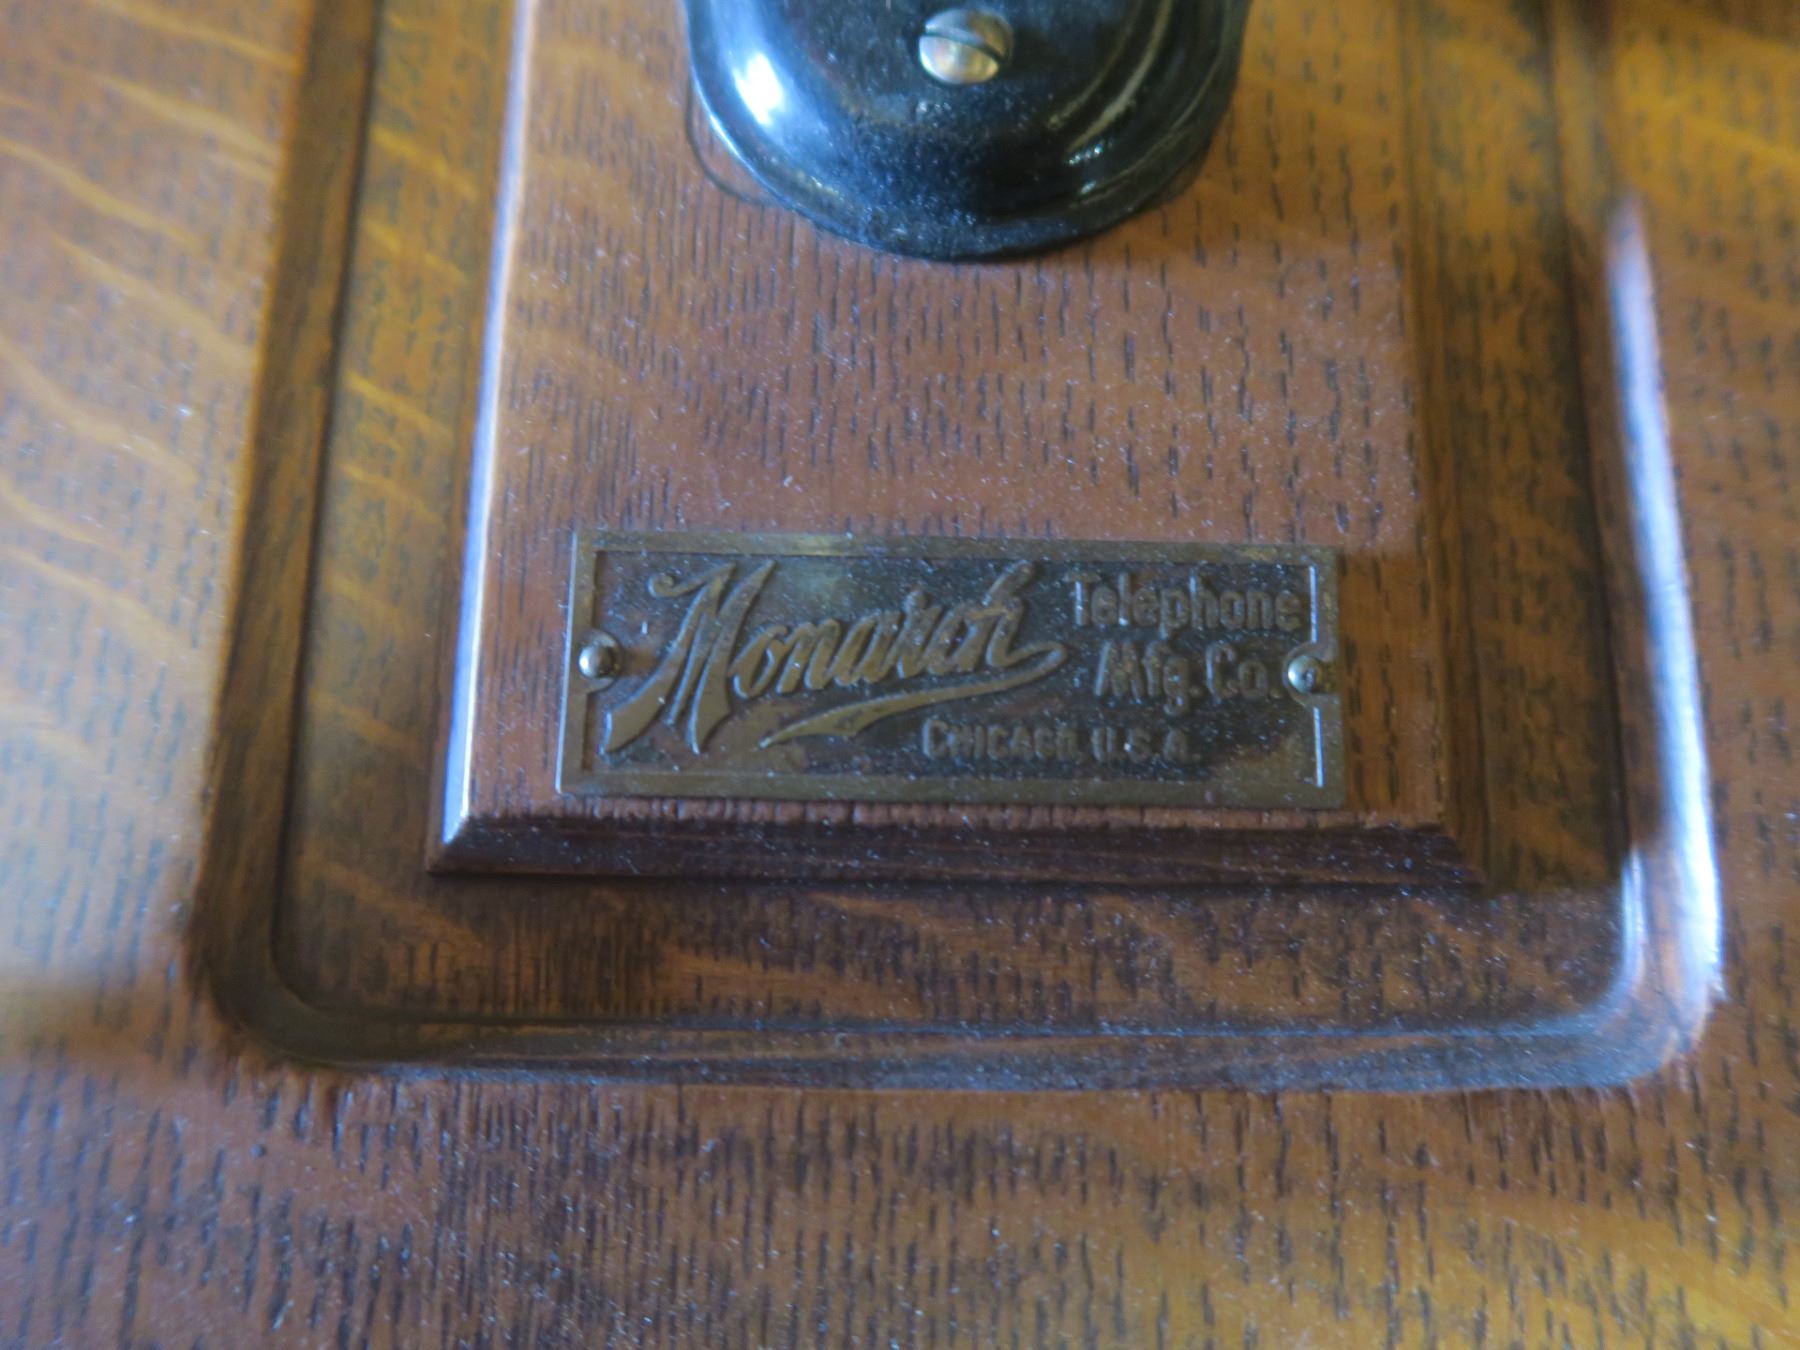 Monarch Telephone
Mfg. Co.
CHICAGO, U.S.A.